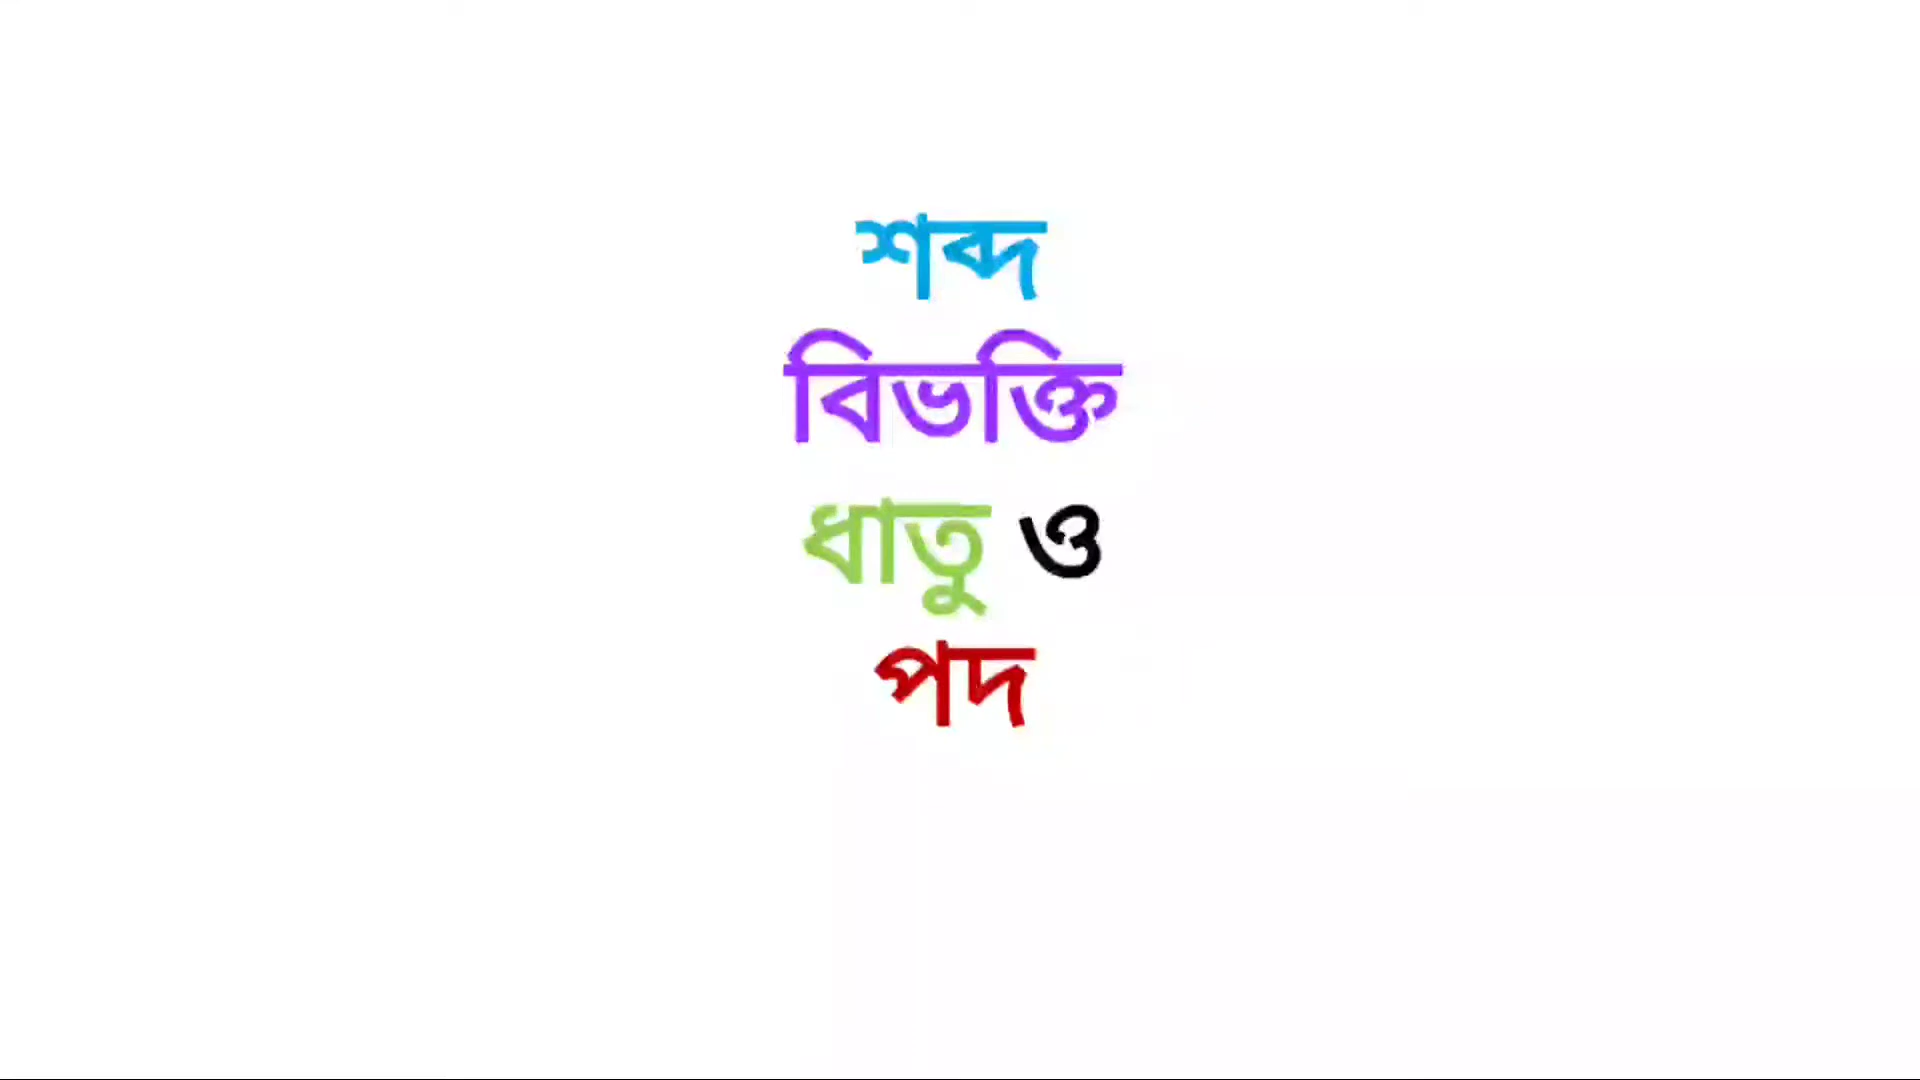 শব্দ
বিভক্তি
ধাতু ও
পদ